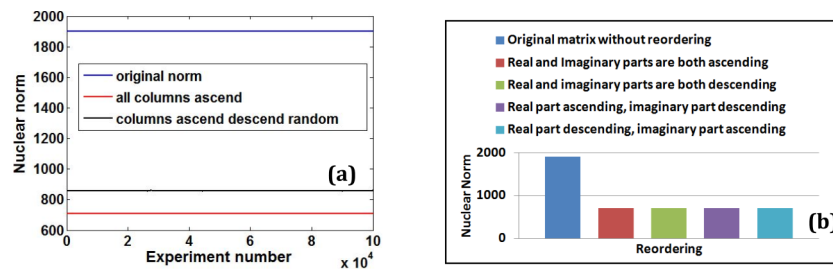 2000
1800
1600
1400
1200
1000
800
600
Nuclear norm
original norm
all columns ascend
columns ascend descend random
(a)
0 2 4 6 8 10
Experiment number x 10^4
Original matrix without reordering
Real and Imaginary parts are both ascending
Real and imaginary parts are both descending
Real part ascending, imaginary part descending
Real part descending, imaginary part ascending
2000
1000
0
Nuclear Norm
(b)
Reordering